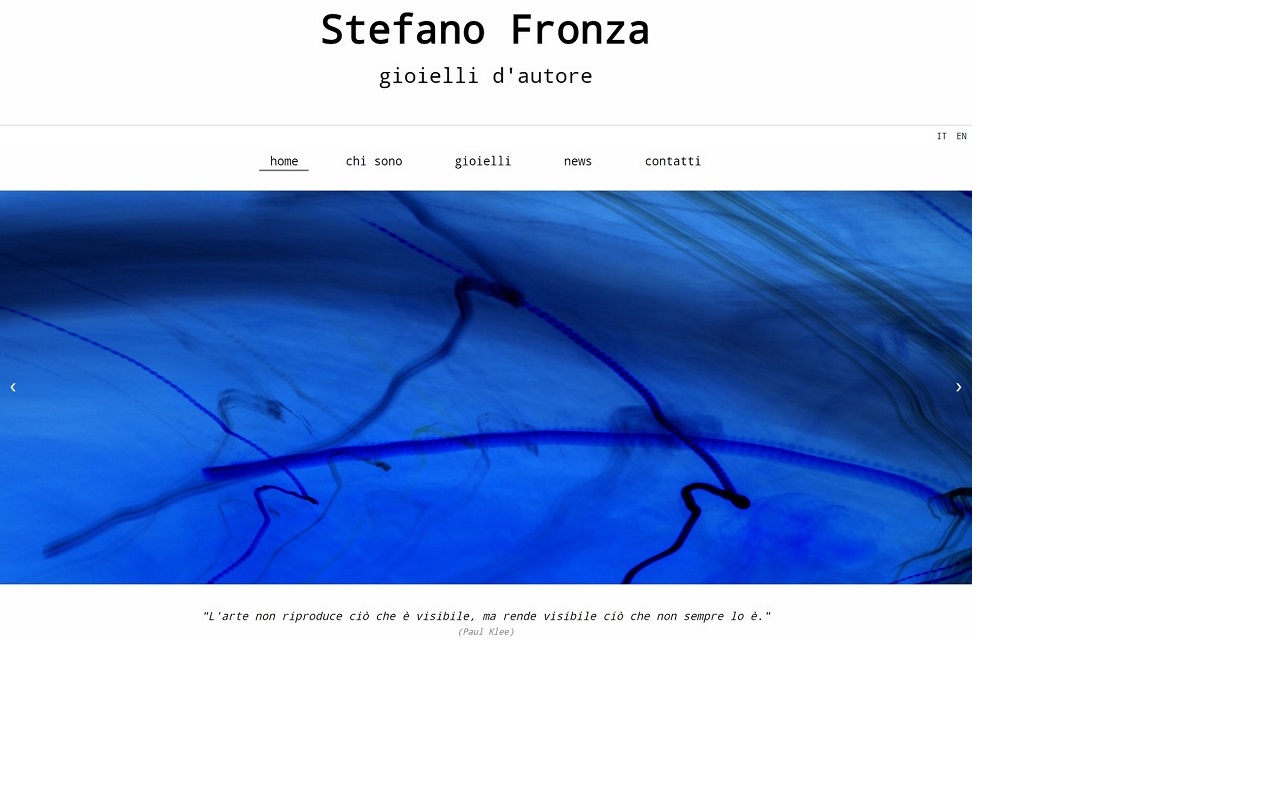 Stefano Fronza
gioielli d'autore
IT EN
home chi sono gioielli news contatti
‹ ›
"L'arte non riproduce ciò che è visibile, ma rende visibile ciò che non sempre lo è."
(Paul Klee)